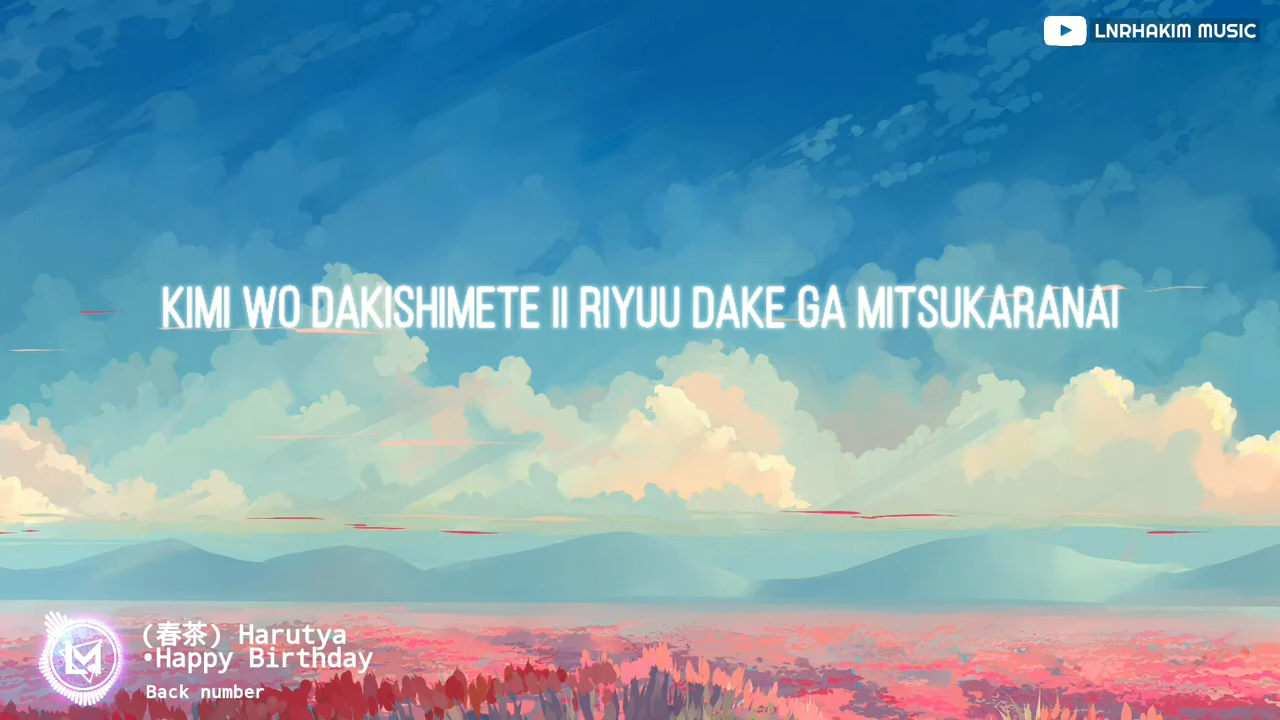 LNRHAKIM MUSIC
KIMI WO DAKISHIMETE II RIYUU DAKE GA MITSUKARANAI
(春茶) Harutya
•Happy Birthday
Back number